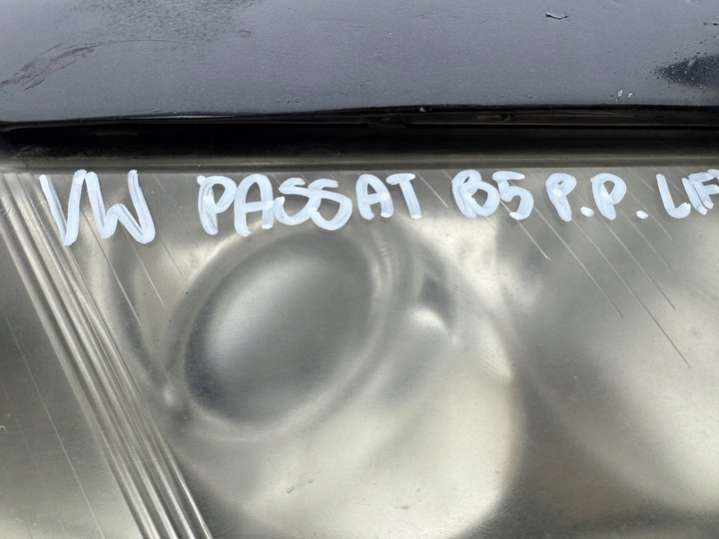 VW PASSAT B5 P.P. LIF